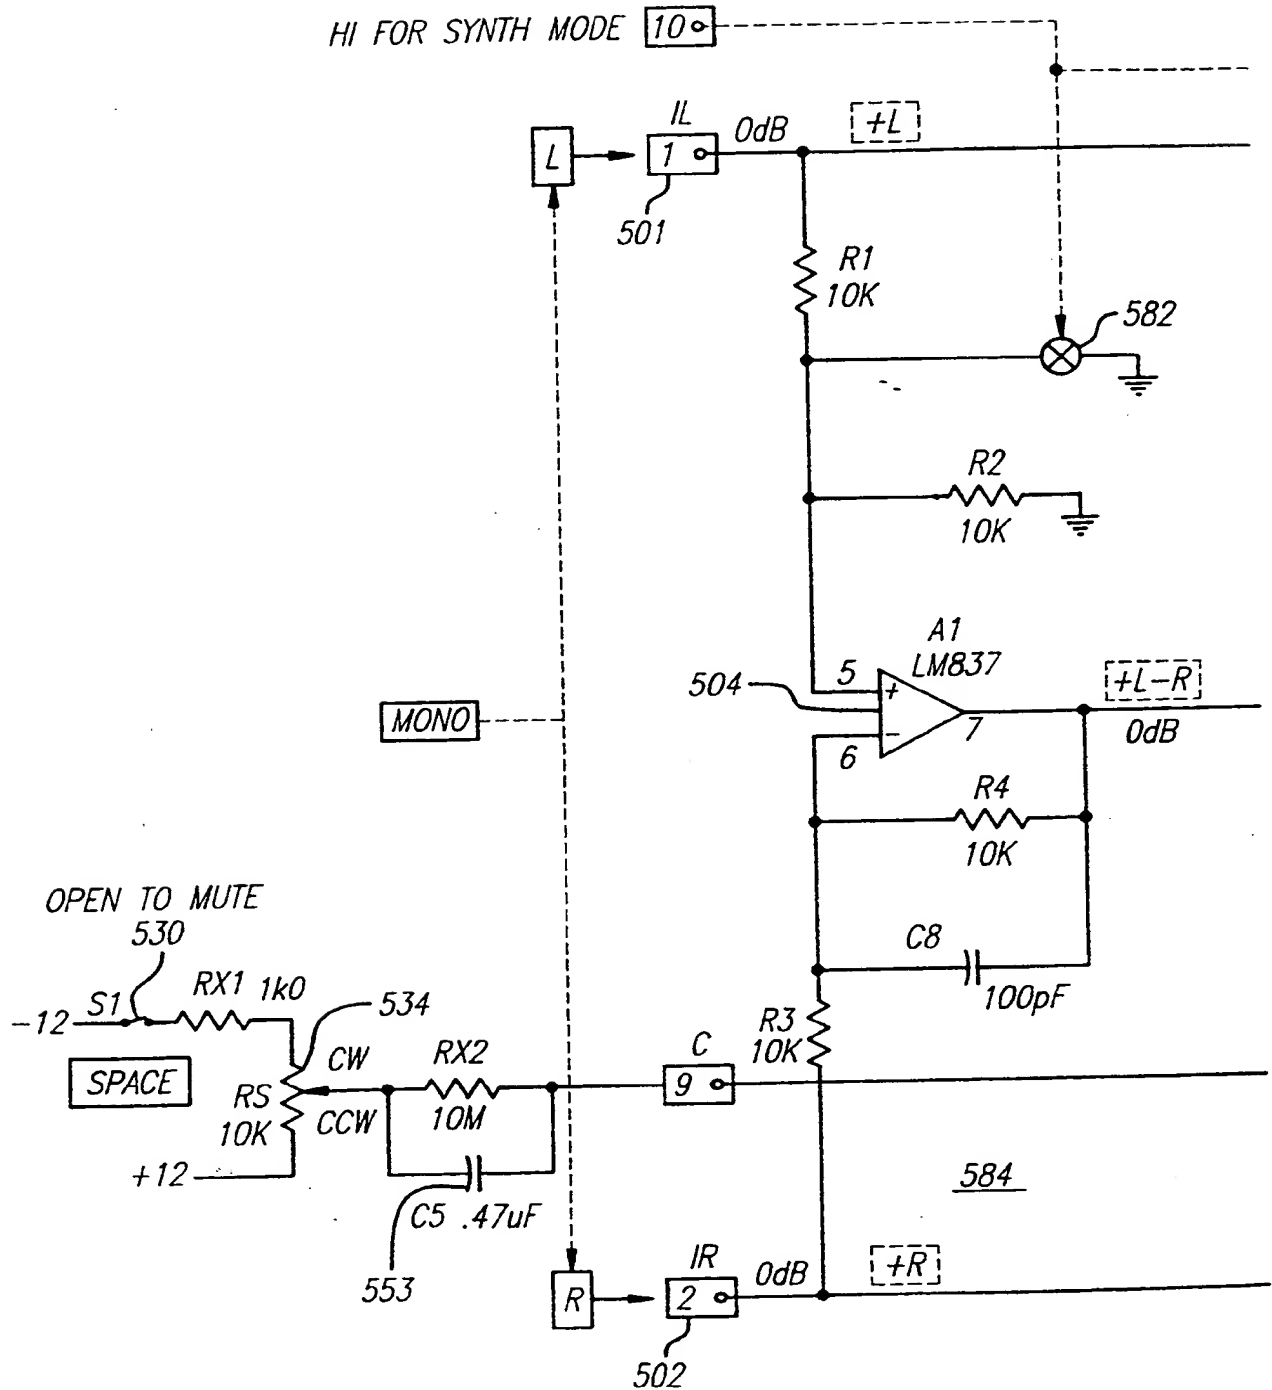 HI FOR SYNTH MODE 10
IL
0dB
+L
L
1
501
R1
10K
582
R2
10K
A1
LM837
5
+
504
+L-R
MONO
-
7
0dB
6
R4
10K
OPEN TO MUTE
530
C8
S1
RX1 1k0
534
100pF
-12
R3
10K
C
CW
RX2
SPACE
RS
9
CCW
10M
10K
+12
584
C5 .47uF
IR
0dB
+R
553
R
2
502